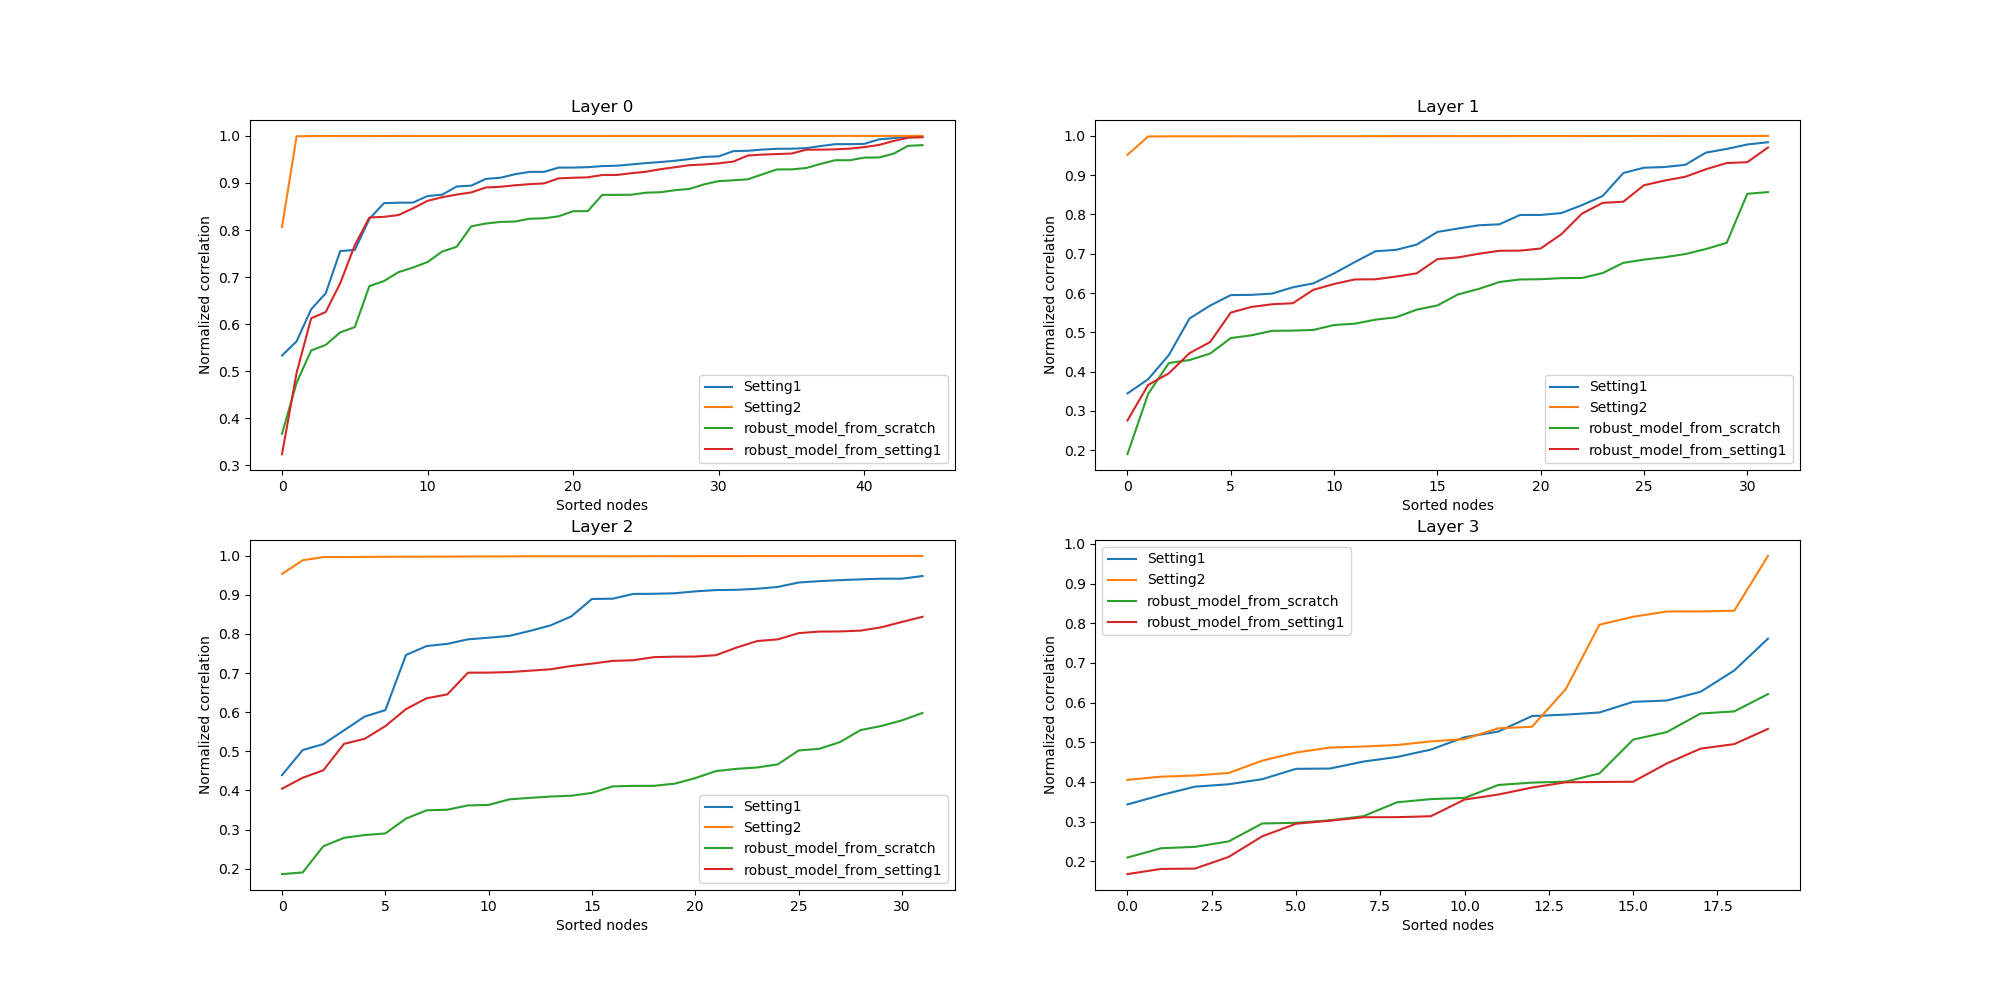 Layer 0
Normalized correlation
1.0
0.9
0.8
0.7
0.6
0.5
0.4
0.3
Setting1
Setting2
robust_model_from_scratch
robust_model_from_setting1
0 10 20 30 40
Sorted nodes
Layer 1
Normalized correlation
1.0
0.9
0.8
0.7
0.6
0.5
0.4
0.3
0.2
Setting1
Setting2
robust_model_from_scratch
robust_model_from_setting1
0 5 10 15 20 25 30
Sorted nodes
Layer 2
Normalized correlation
1.0
0.9
0.8
0.7
0.6
0.5
0.4
0.3
0.2
Setting1
Setting2
robust_model_from_scratch
robust_model_from_setting1
0 5 10 15 20 25 30
Sorted nodes
Layer 3
Normalized correlation
1.0
0.9
0.8
0.7
0.6
0.5
0.4
0.3
0.2
Setting1
Setting2
robust_model_from_scratch
robust_model_from_setting1
0.0 2.5 5.0 7.5 10.0 12.5 15.0 17.5
Sorted nodes